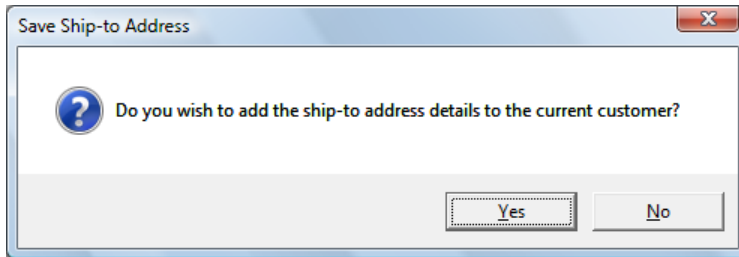 Save Ship-to Address
Do you wish to add the ship-to address details to the current customer?
Yes
No